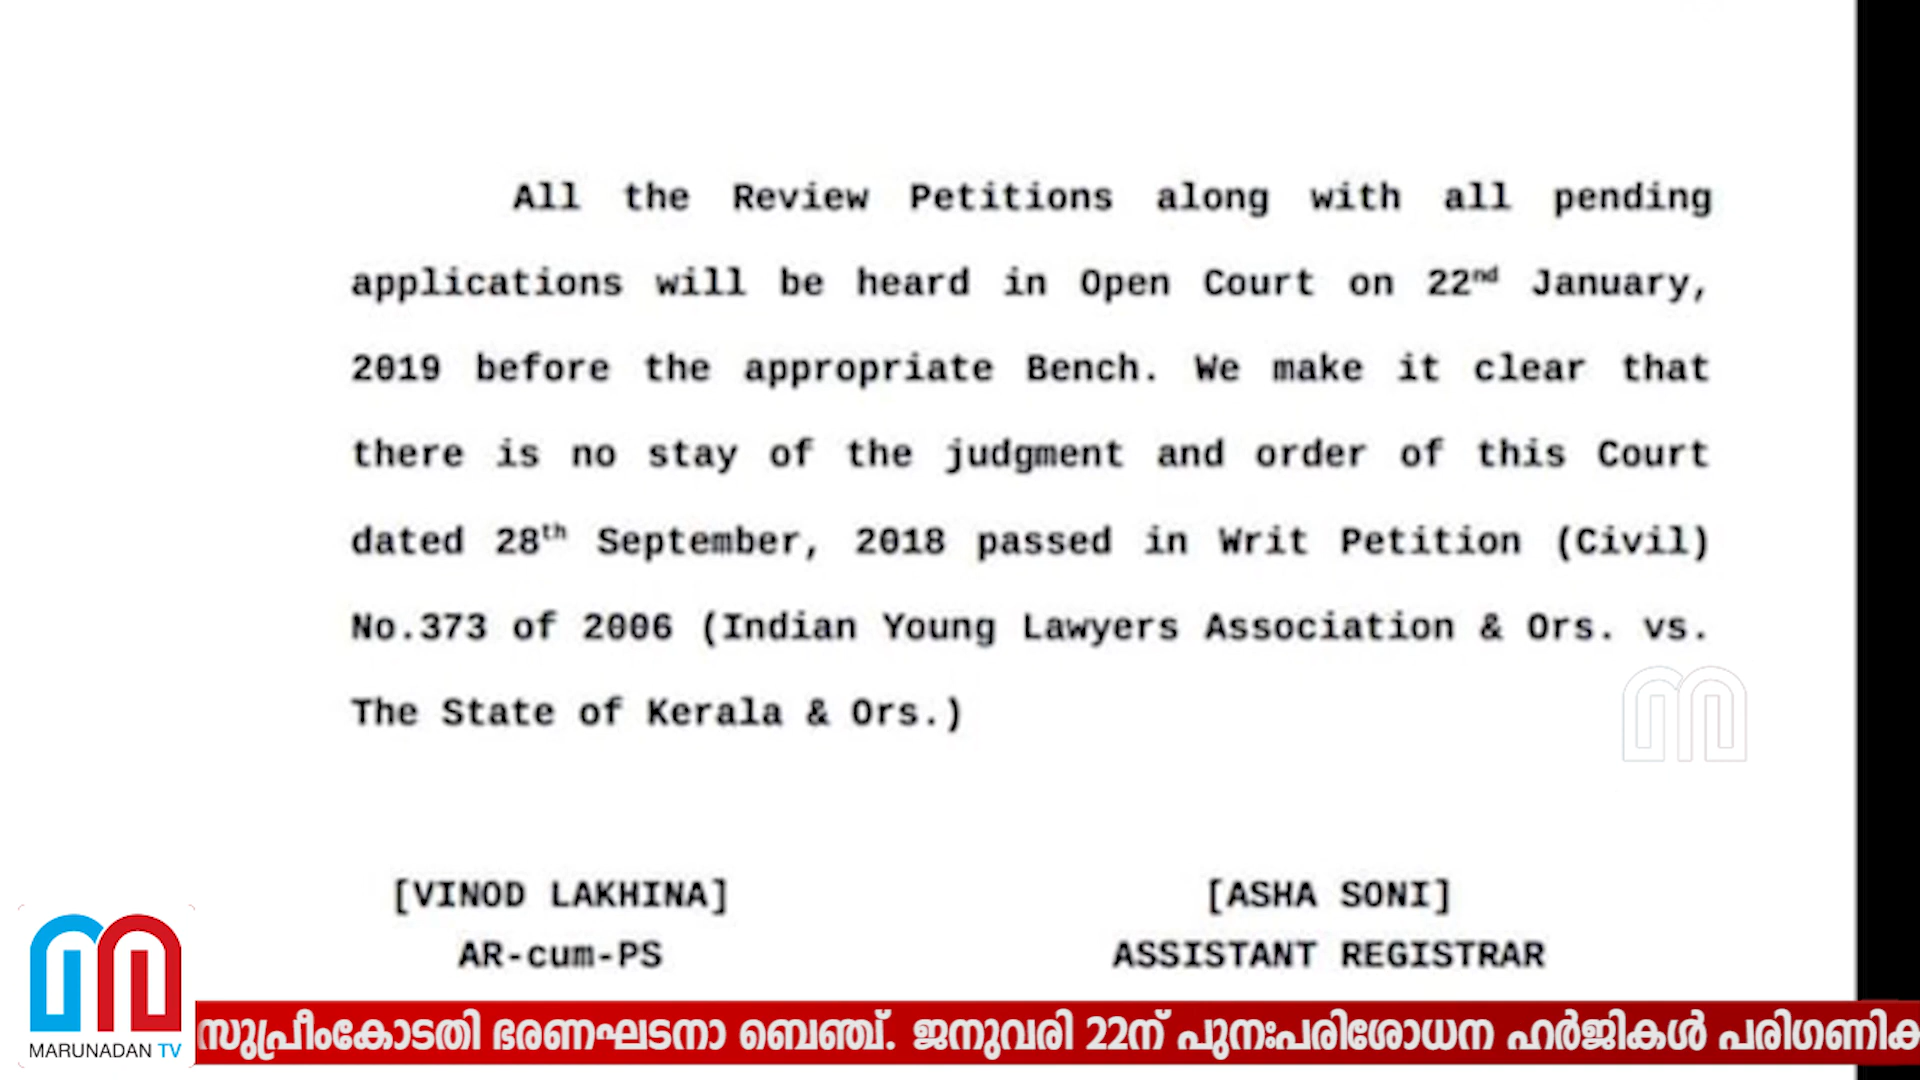 All the Review Petitions along with all pending
applications will be heard in Open Court on 22nd January,
2019 before the appropriate Bench. We make it clear that
there is no stay of the judgment and order of this Court
dated 28th September, 2018 passed in Writ Petition (Civil)
No.373 of 2006 (Indian Young Lawyers Association & Ors. vs.
The State of Kerala & Ors.)
[VINOD LAKHINA] [ASHA SONI]
AR-cum-PS ASSISTANT REGISTRAR
MARUNADAN TV
സുപ്രീംകോടതി ഭരണഘടനാ ബെഞ്ച്. ജനുവരി 22ന് പുനഃപരിശോധന ഹർജികൾ